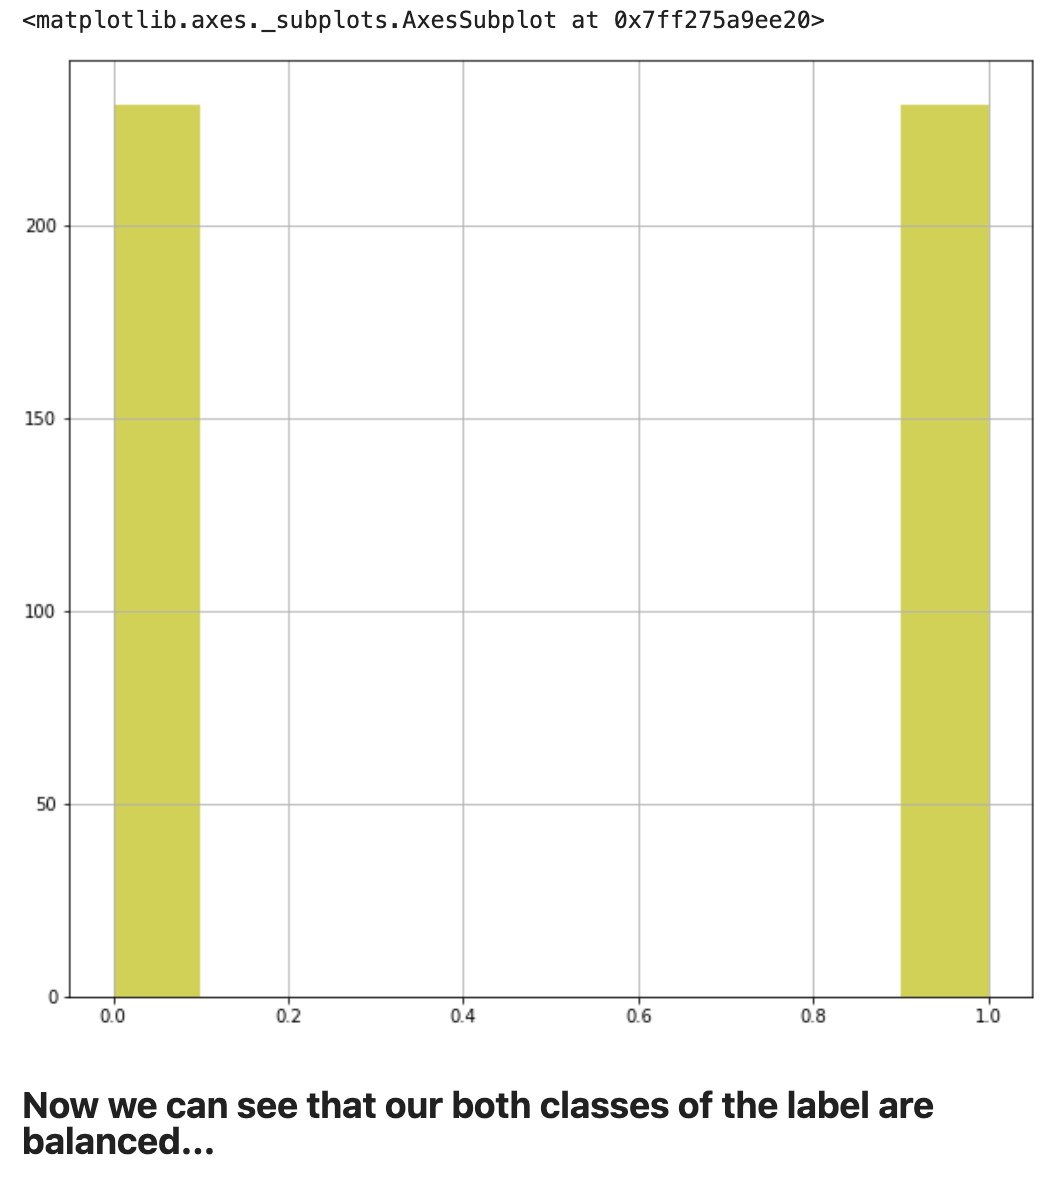 <matplotlib.axes._subplots.AxesSubplot at 0x7ff275a9ee20>
200
150
100
50
0
0.0 0.2 0.4 0.6 0.8 1.0
Now we can see that our both classes of the label are
balanced...